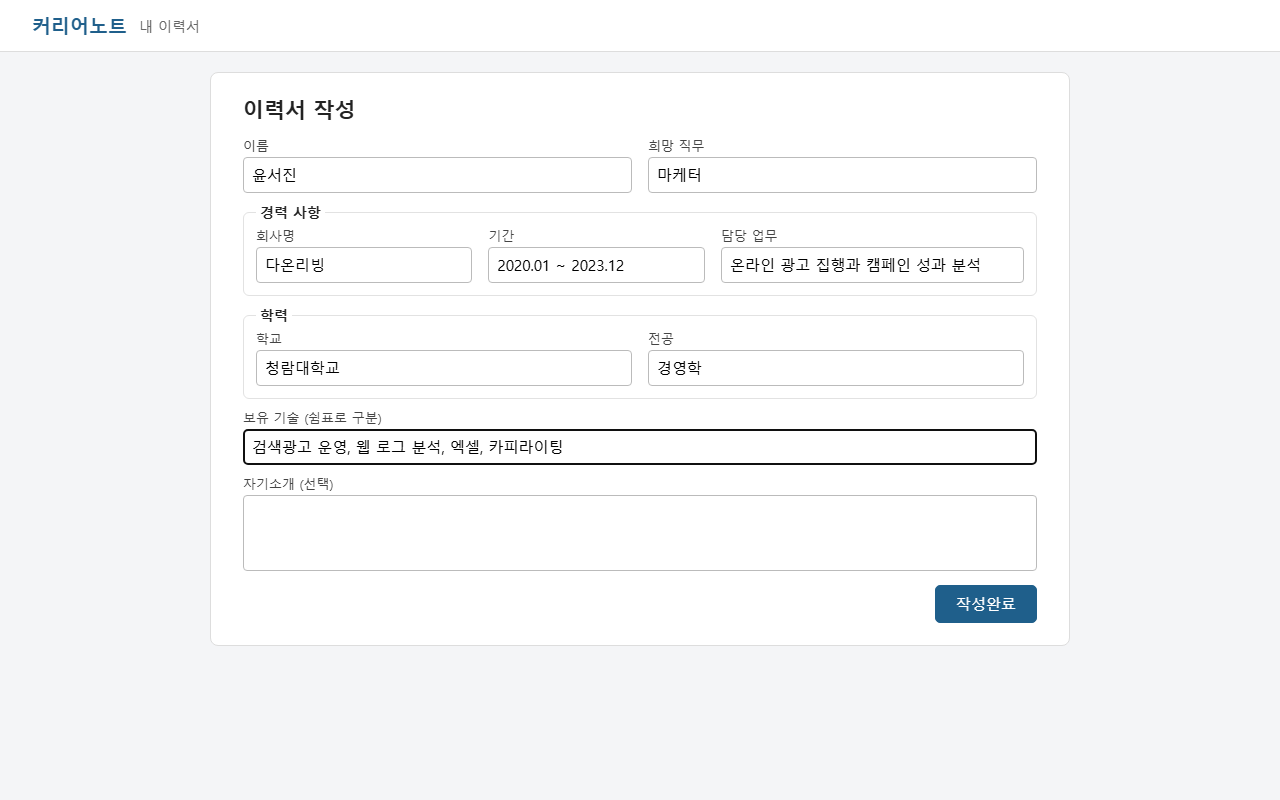 커리어노트 내 이력서
이력서 작성
이름 희망 직무
윤서진 마케터
경력 사항
회사명 기간 담당 업무
다온리빙 2020.01 ~ 2023.12 온라인 광고 집행과 캠페인 성과 분석
학력
학교 전공
청람대학교 경영학
보유 기술 (쉼표로 구분)
검색광고 운영, 웹 로그 분석, 엑셀, 카피라이팅
자기소개 (선택)
작성완료